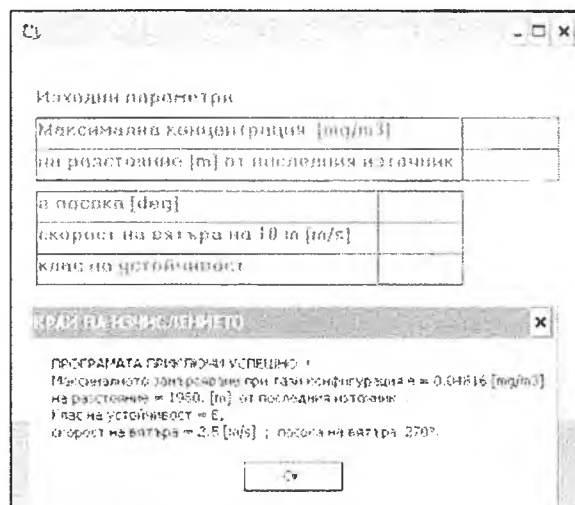 Изходни параметри
Максимална концентрация [mg/m3]
на разстояние [m] от последния източник
а посока [deg]
скорост на вятъра на 10 m [m/s]
клас на устойчивост
КРАЙ НА ИЗЧИСЛЕНИЕТО
ПРОГРАМАТА ПРИКЛЮЧИ УСПЕШНО !
Максималното замърсяване при тази конфигурация е = 0.04816 [mg/m3]
на разстояние = 1980. [m] от последния източник
Клас на устойчивост = E,
скорост на вятъра = 2.5 [m/s] ; посока на вятъра 270°.